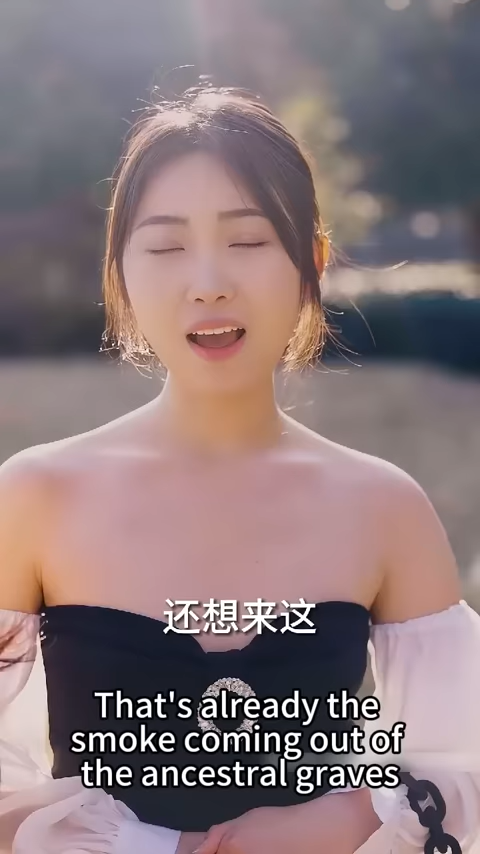 还想来这
That's already the
smoke coming out of
the ancestral graves